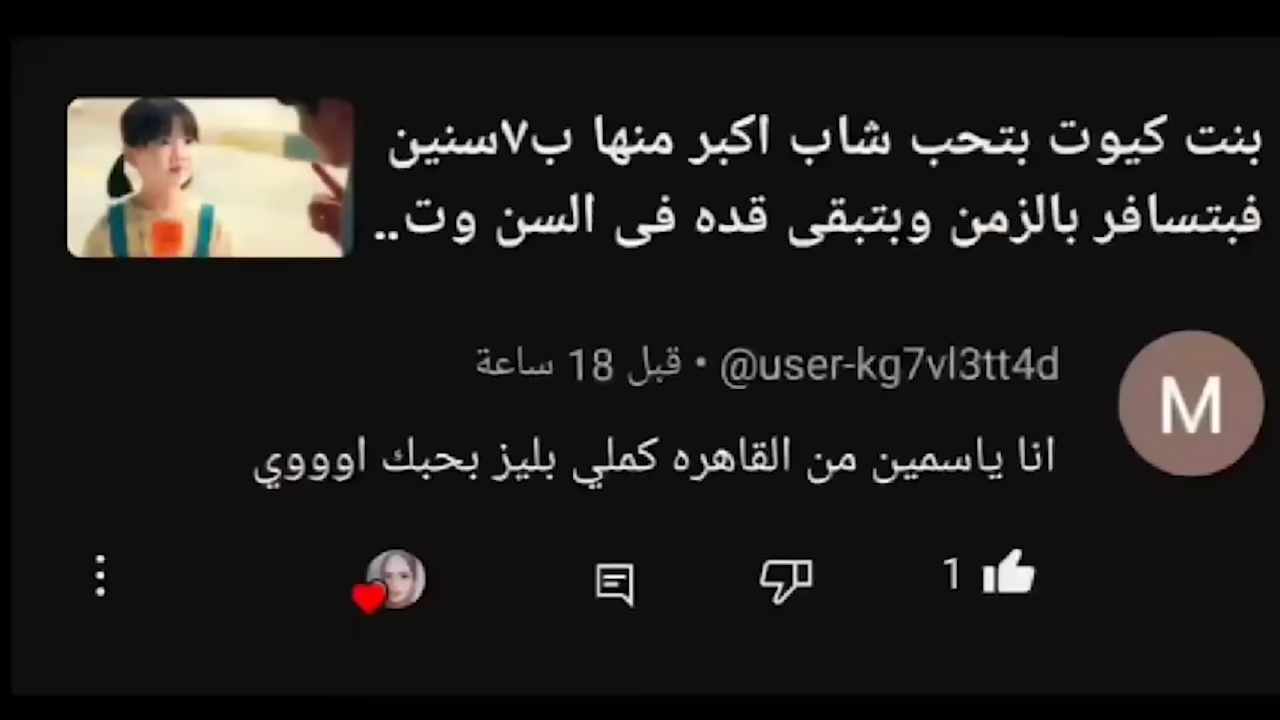 بنت كيوت بتحب شاب اكبر منها ب٧سنين
فبتسافر بالزمن وبتبقى قده فى السن وت..
@user-kg7vl3tt4d • قبل 18 ساعة
M
انا ياسمين من القاهره كملي بليز بحبك اوووي
1